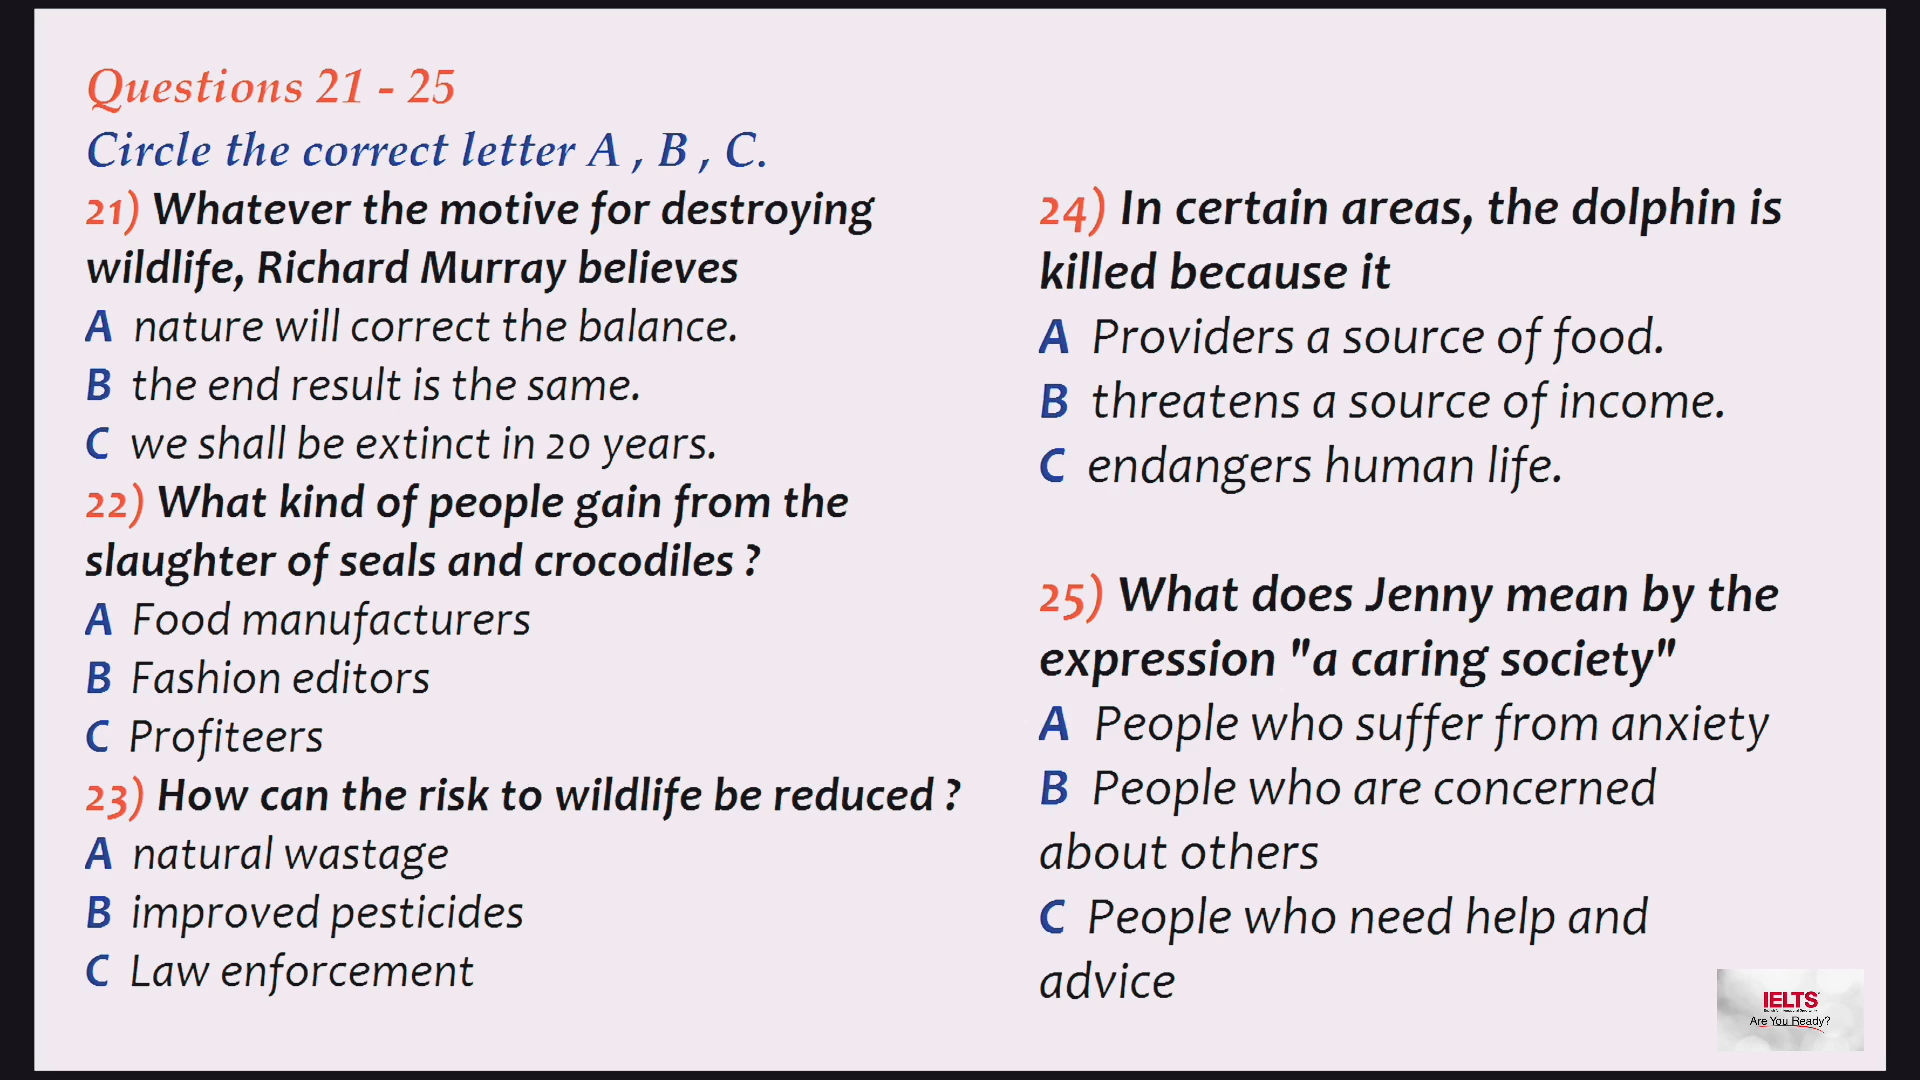 Questions 21 - 25
Circle the correct letter A , B , C.
21) Whatever the motive for destroying
wildlife, Richard Murray believes
A nature will correct the balance.
B the end result is the same.
C we shall be extinct in 20 years.
22) What kind of people gain from the
slaughter of seals and crocodiles ?
A Food manufacturers
B Fashion editors
C Profiteers
23) How can the risk to wildlife be reduced ?
A natural wastage
B improved pesticides
C Law enforcement
24) In certain areas, the dolphin is
killed because it
A Providers a source of food.
B threatens a source of income.
C endangers human life.
25) What does Jenny mean by the
expression "a caring society"
A People who suffer from anxiety
B People who are concerned
about others
C People who need help and
advice
IELTS
Are You Ready?